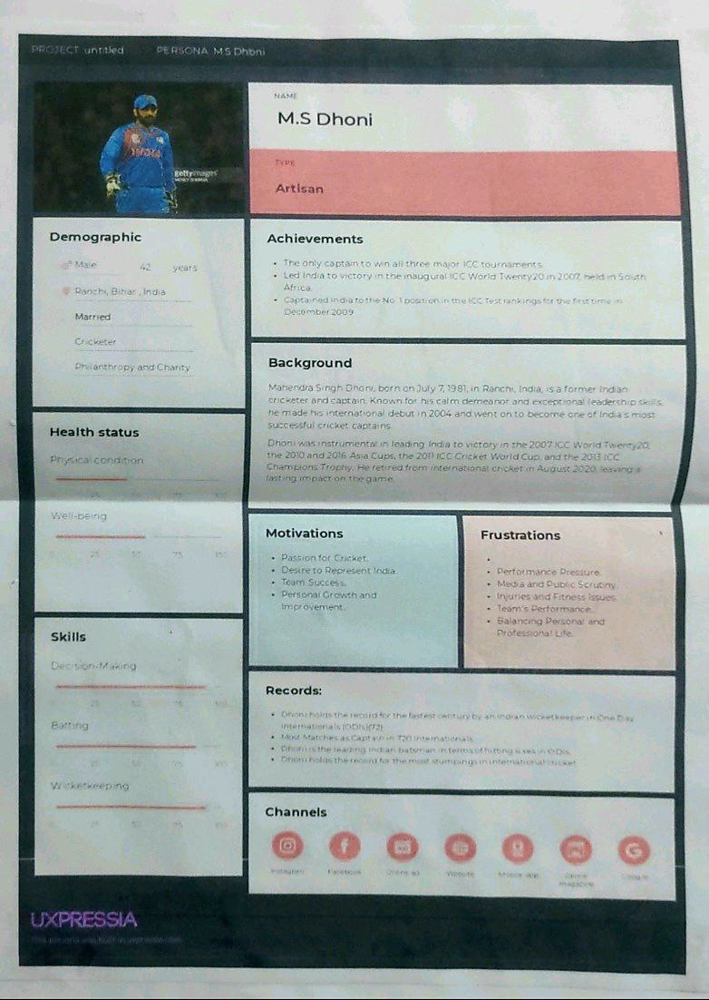 PROJECT untitled PERSONA M.S Dhoni
gettyimages®
NAME
M.S Dhoni
TYPE
Artisan
Demographic
Male 42 years
Ranchi, Bihar , India
Married
Cricketer
Philanthropy and Charity
Health status
Physical condition
0 25 50 75 100
Well-being
0 25 50 75 100
Skills
Decision-Making
0 25 50 75 100
Batting
0 25 50 75 100
Wicketkeeping
0 25 50 75 100
Achievements
• The only captain to win all three major ICC tournaments.
• Led India to victory in the inaugural ICC World Twenty20 in 2007, held in South
Africa.
• Captained India to the No. 1 position in the ICC Test rankings for the first time in
December 2009
Background
Mahendra Singh Dhoni, born on July 7, 1981, in Ranchi, India, is a former Indian
cricketer and captain. Known for his calm demeanor and exceptional leadership skills,
he made his international debut in 2004 and went on to become one of India's most
successful cricket captains.
Dhoni was instrumental in leading India to victory in the 2007 ICC World Twenty20,
the 2010 and 2016 Asia Cups, the 2011 ICC Cricket World Cup, and the 2013 ICC
Champions Trophy. He retired from international cricket in August 2020, leaving a
lasting impact on the game.
Motivations
• Passion for Cricket.
• Desire to Represent India.
• Team Success.
• Personal Growth and
Improvement.
Frustrations
•
• Performance Pressure.
• Media and Public Scrutiny.
• Injuries and Fitness Issues.
• Team's Performance.
• Balancing Personal and
Professional Life.
Records:
• Dhoni holds the record for the fastest century by an Indian wicketkeeper in One Day
Internationals (ODIs)(72)
• Most Matches as Captain in T20 Internationals
• Dhoni is the leading Indian batsman in terms of hitting sixes in ODIs.
• Dhoni holds the record for the most stumpings in international cricket
Channels
Instagram Facebook Online ad Website Mobile app Online
magazine Google
UXPRESSIA
This persona was built in uxpressia.com